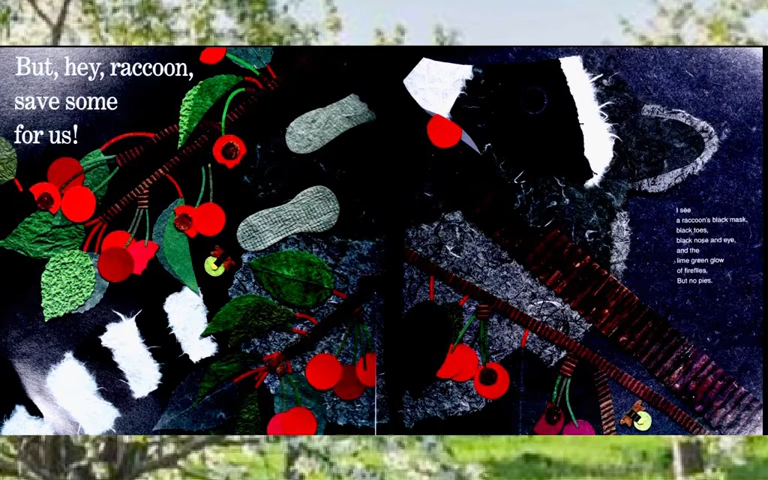 But, hey, raccoon,
save some
for us!
I see
a raccoon's black mask,
black toes,
black nose and eye,
and the
lime green glow
of fireflies.
But no pies.